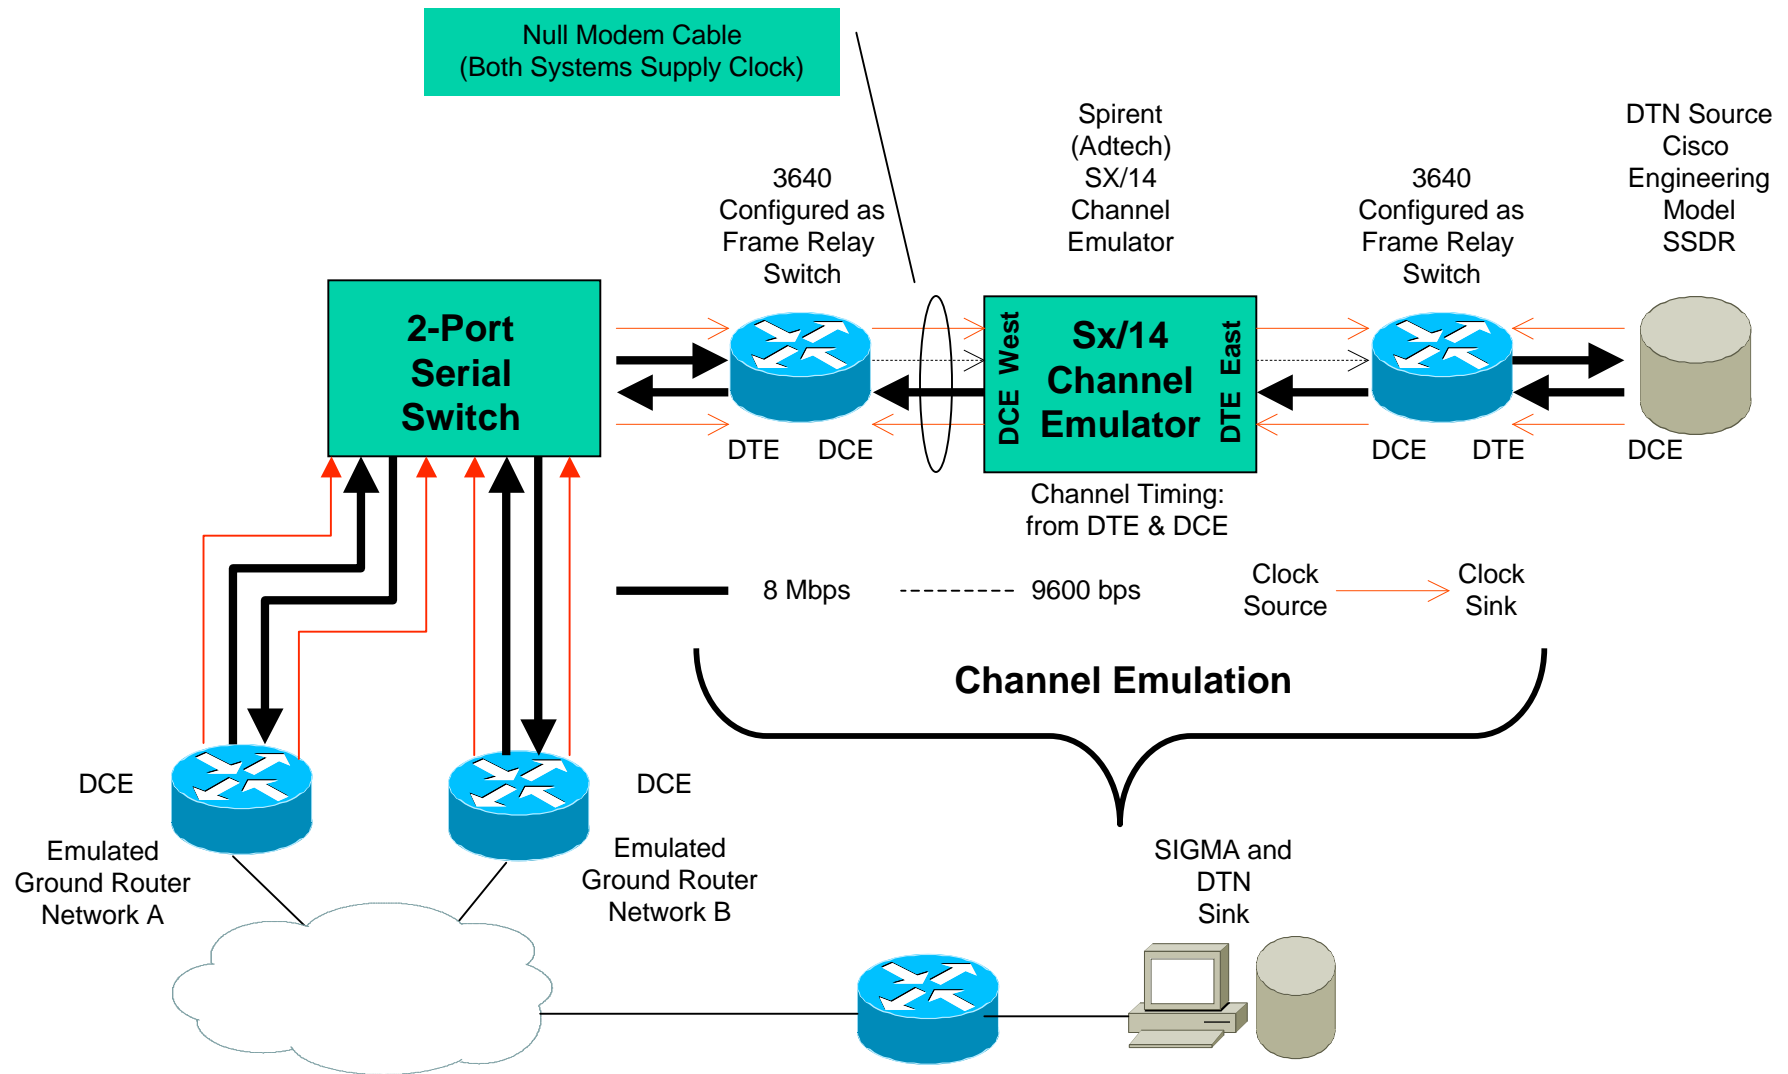 Null Modem Cable
(Both Systems Supply Clock)
Spirent
(Adtech)
SX/14
Channel
Emulator
DTN Source
Cisco
Engineering
Model
SSDR
3640
Configured as
Frame Relay
Switch
3640
Configured as
Frame Relay
Switch
2-Port
Serial
Switch
DCE West
Sx/14
Channel
Emulator
DTE East
DTE
DCE
DCE
DTE
DCE
Channel Timing:
from DTE & DCE
8 Mbps
9600 bps
Clock
Source
Clock
Sink
Channel Emulation
DCE
DCE
Emulated
Ground Router
Network A
Emulated
Ground Router
Network B
SIGMA and
DTN
Sink